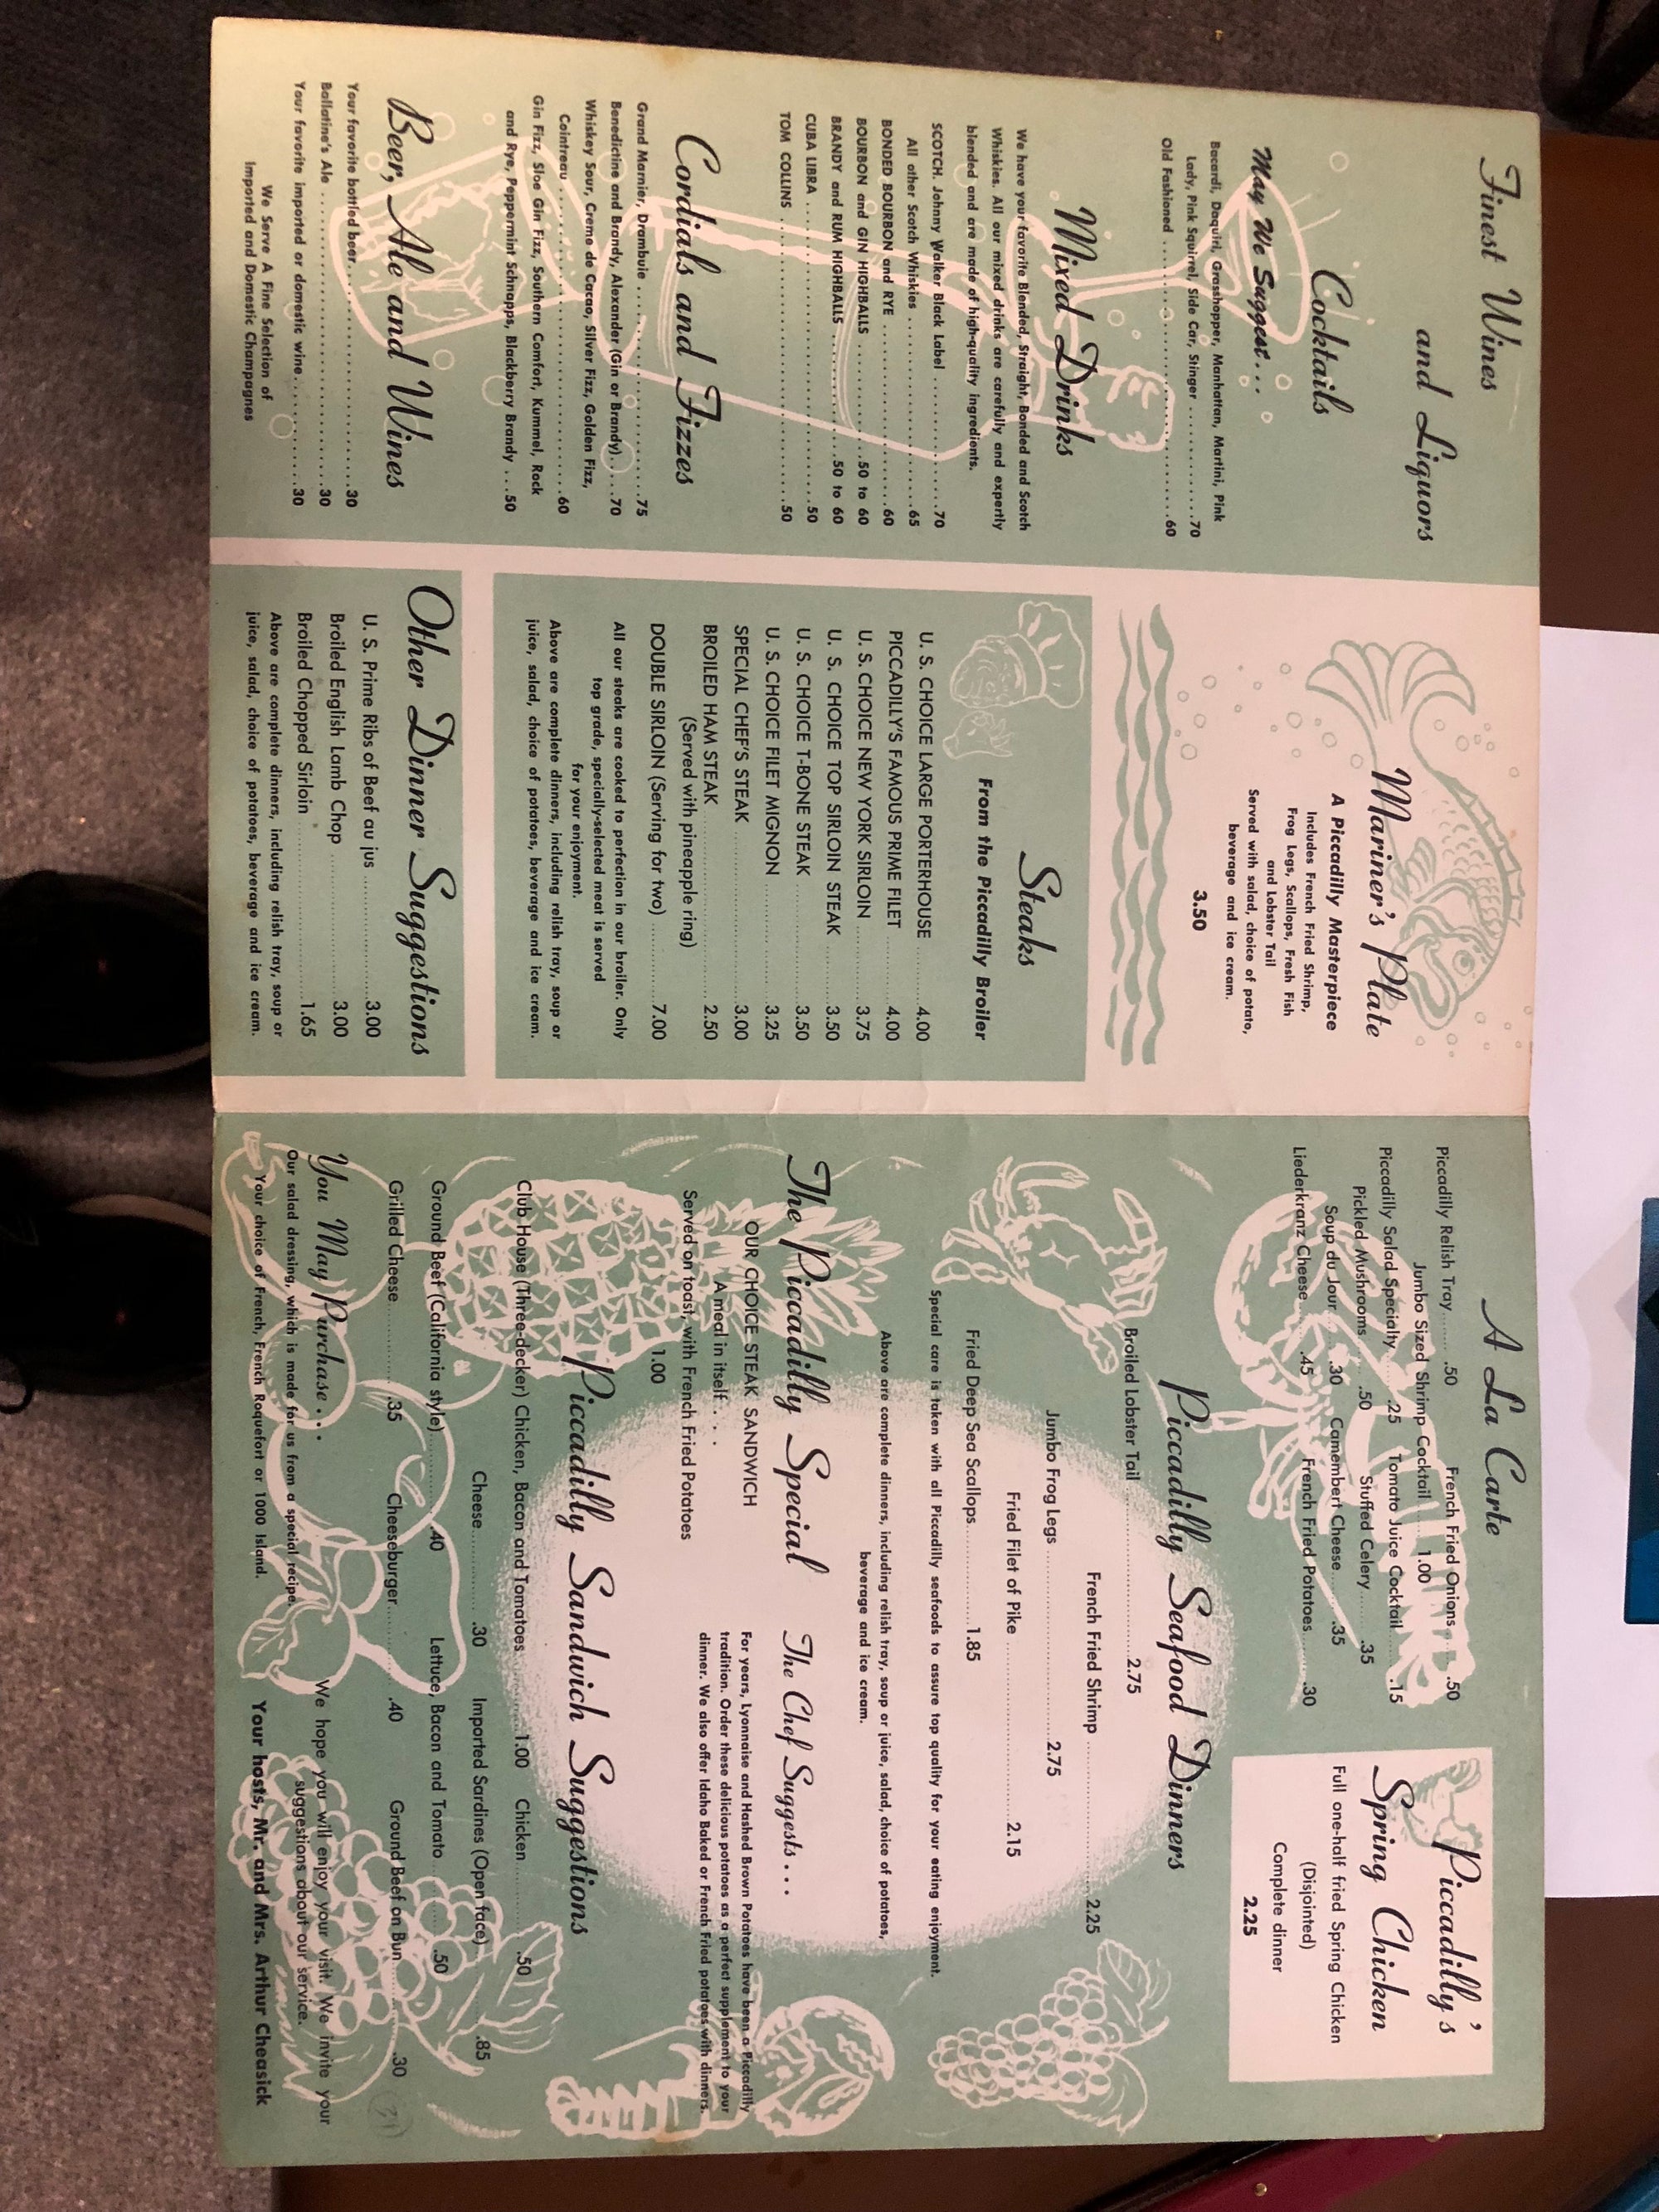 Finest Wines
and Liquors
Cocktails
May We Suggest...
Bacardi, Daquiri, Grasshopper, Manhattan, Martini, Pink
Lady, Pink Squirrel, Side Car, Stinger ..........70
Old Fashioned ..........60
Mixed Drinks
We have your favorite Blended, Straight, Bonded and Scotch
Whiskies. All our mixed drinks are carefully and expertly
blended and are made of high-quality ingredients.
SCOTCH. Johnny Walker Black Label ..........70
All other Scotch Whiskies ..........65
BONDED BOURBON and RYE ..........60
BOURBON and GIN HIGHBALLS ..........50 to 60
BRANDY and RUM HIGHBALLS ..........50 to 60
CUBA LIBRA ..........50
TOM COLLINS ..........50
Cordials and Fizzes
Grand Marnier, Drambuie ..........75
Benedictine and Brandy, Alexander (Gin or Brandy) ...70
Whiskey Sour, Creme de Cacao, Silver Fizz, Golden Fizz,
Cointreau ..........60
Gin Fizz, Sloe Gin Fizz, Southern Comfort, Kummel, Rock
and Rye, Peppermint Schnapps, Blackberry Brandy ...50
Beer, Ale and Wines
Your favorite bottled beer ..........30
Ballatine's Ale ..........30
Your favorite imported or domestic wine ..........30
We Serve A Fine Selection of
Imported and Domestic Champagnes
Mariner's Plate
A Piccadilly Masterpiece
Includes French Fried Shrimp,
Frog Legs, Scallops, Fresh Fish
and Lobster Tail
Served with salad, choice of potato,
beverage and ice cream.
3.50
Steaks
From the Piccadilly Broiler
U. S. CHOICE LARGE PORTERHOUSE .......... 4.00
PICCADILLY'S FAMOUS PRIME FILET .......... 4.00
U. S. CHOICE NEW YORK SIRLOIN .......... 3.75
U. S. CHOICE TOP SIRLOIN STEAK .......... 3.50
U. S. CHOICE T-BONE STEAK .......... 3.50
U. S. CHOICE FILET MIGNON .......... 3.25
SPECIAL CHEF'S STEAK .......... 3.00
BROILED HAM STEAK .......... 2.50
(Served with pineapple ring)
DOUBLE SIRLOIN (Serving for two) .......... 7.00
All our steaks are cooked to perfection in our broiler. Only
top grade, specially-selected meat is served
for your enjoyment.
Above are complete dinners, including relish tray, soup or
juice, salad, choice of potatoes, beverage and ice cream.
Other Dinner Suggestions
U. S. Prime Ribs of Beef au jus .......... 3.00
Broiled English Lamb Chop .......... 3.00
Broiled Chopped Sirloin .......... 1.65
Above are complete dinners, including relish tray, soup or
juice, salad, choice of potatoes, beverage and ice cream.
A La Carte
Piccadilly Relish Tray ........ .50 French Fried Onions ...... .50
Jumbo Sized Shrimp Cocktail ........ 1.00
Piccadilly Salad Specialty ........ .25 Tomato Juice Cocktail ...... .15
Pickled Mushrooms ........ .50 Stuffed Celery ...... .35
Soup du Jour ........ .30 Camembert Cheese ...... .35
Liederkranz Cheese ........ .45 French Fried Potatoes ...... .30
Piccadilly's
Spring Chicken
Full one-half fried Spring Chicken
(Disjointed)
Complete dinner
2.25
Piccadilly Seafood Dinners
French Fried Shrimp .......... 2.25
Broiled Lobster Tail .......... 2.75
Jumbo Frog Legs .......... 2.75
Fried Filet of Pike .......... 2.15
Fried Deep Sea Scallops .......... 1.85
Special care is taken with all Piccadilly seafoods to assure top quality for your eating enjoyment.
Above are complete dinners, including relish tray, soup or juice, salad, choice of potatoes,
beverage and ice cream.
The Piccadilly Special
OUR CHOICE STEAK SANDWICH
A meal in itself . . . .
Served on toast, with French Fried Potatoes
1.00
The Chef Suggests...
For years, Lyonnaise and Hashed Brown Potatoes have been a Piccadilly
tradition. Order these delicious potatoes as a perfect supplement to your
dinner. We also offer Idaho Baked or French Fried potatoes with dinners.
Piccadilly Sandwich Suggestions
Club House (Three-decker) Chicken, Bacon and Tomatoes ........ 1.00 Chicken ........ .50
Cheese ........ .30 Imported Sardines (Open face) ........ .85
Ground Beef (California style) ........ .40 Lettuce, Bacon and Tomato ........ .50
Grilled Cheese ........ .35 Cheeseburger ........ .40 Ground Beef on Bun ........ .30
You May Purchase...
Our salad dressing, which is made for us from a special recipe.
Your choice of French, French Roquefort or 1000 Island.
We hope you will enjoy your visit. We invite your
suggestions about our service.
Your hosts, Mr. and Mrs. Arthur Cheasick